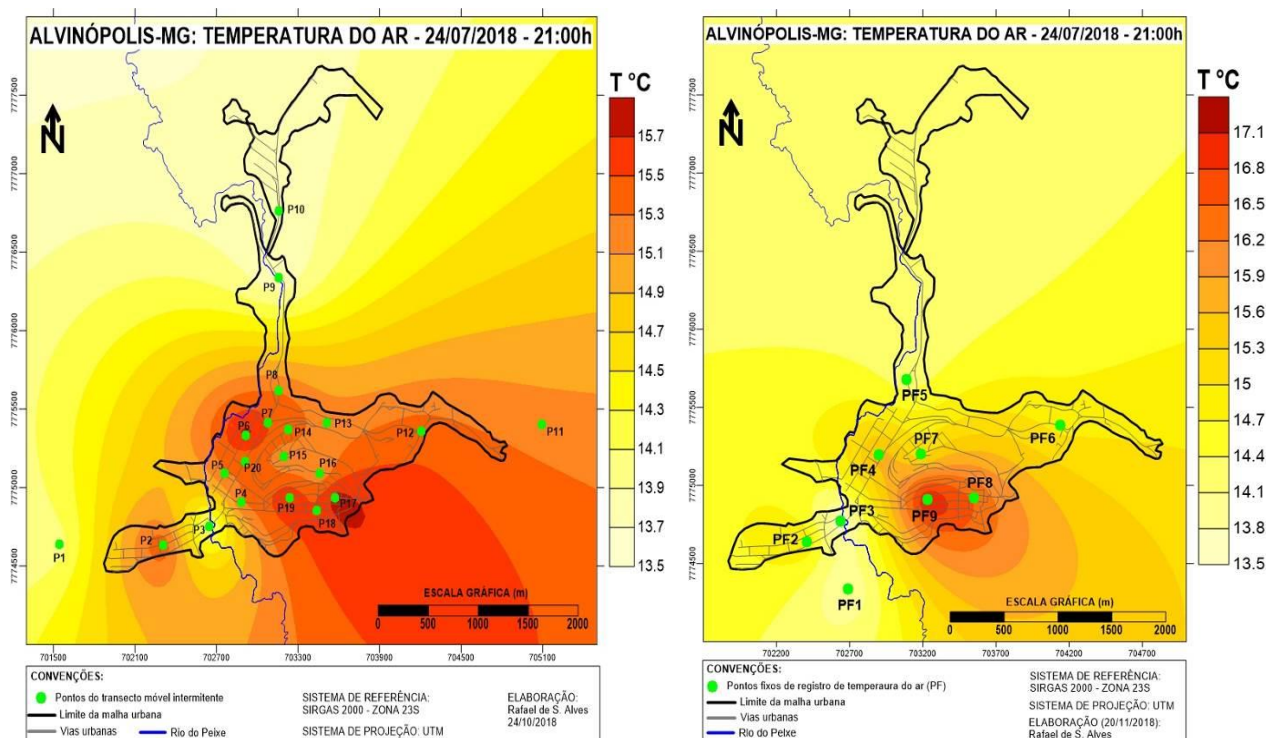 ALVINÓPOLIS-MG: TEMPERATURA DO AR - 24/07/2018 - 21:00h
T °C
N
7777500
7777000
7776500
7776000
7775500
7775000
7774500
P10
P9
P8
P7
P6
P14
P13
P12
P11
P15
P16
P20
P5
P4
P19
P17
P18
P3
P2
P1
15.7
15.5
15.3
15.1
14.9
14.7
14.5
14.3
14.1
13.9
13.7
13.5
ESCALA GRÁFICA (m)
0 500 1000 1500 2000
701500 702100 702700 703300 703900 704500 705100
CONVENÇÕES:
Pontos do transecto móvel intermitente
Limite da malha urbana
Vias urbanas
Rio do Peixe
SISTEMA DE REFERÊNCIA:
SIRGAS 2000 - ZONA 23S
SISTEMA DE PROJEÇÃO: UTM
ELABORAÇÃO:
Rafael de S. Alves
24/10/2018
ALVINÓPOLIS-MG: TEMPERATURA DO AR - 24/07/2018 - 21:00h
T °C
N
7777500
7777000
7776500
7776000
7775500
7775000
7774500
PF5
PF6
PF7
PF4
PF8
PF9
PF3
PF2
PF1
17.1
16.8
16.5
16.2
15.9
15.6
15.3
15
14.7
14.4
14.1
13.8
13.5
ESCALA GRÁFICA (m)
0 500 1000 1500 2000
702200 702700 703200 703700 704200 704700
CONVENÇÕES:
Pontos fixos de registro de temperaura do ar (PF)
Limite da malha urbana
Vias urbanas
Rio do Peixe
SISTEMA DE REFERÊNCIA:
SIRGAS 2000 - ZONA 23S
SISTEMA DE PROJEÇÃO: UTM
ELABORAÇÃO (20/11/2018):
Rafael de S. Alves